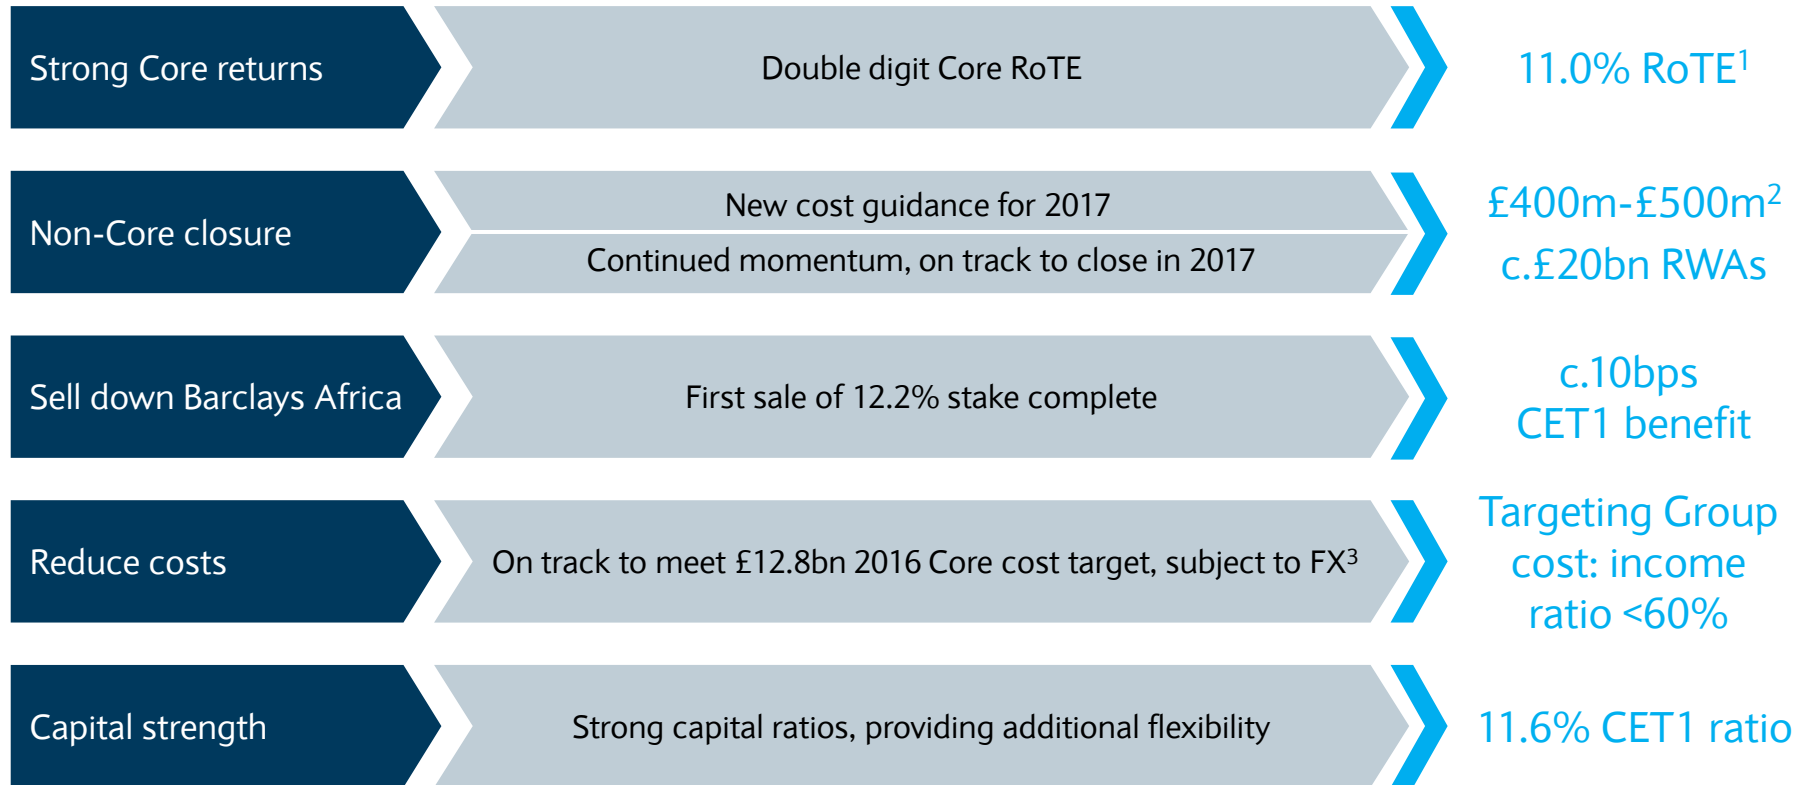 Strong Core returns
Double digit Core RoTE
11.0% RoTE¹
Non-Core closure
New cost guidance for 2017
Continued momentum, on track to close in 2017
£400m-£500m²
c.£20bn RWAs
Sell down Barclays Africa
First sale of 12.2% stake complete
c.10bps
CET1 benefit
Reduce costs
On track to meet £12.8bn 2016 Core cost target, subject to FX³
Targeting Group
cost: income
ratio <60%
Capital strength
Strong capital ratios, providing additional flexibility
11.6% CET1 ratio